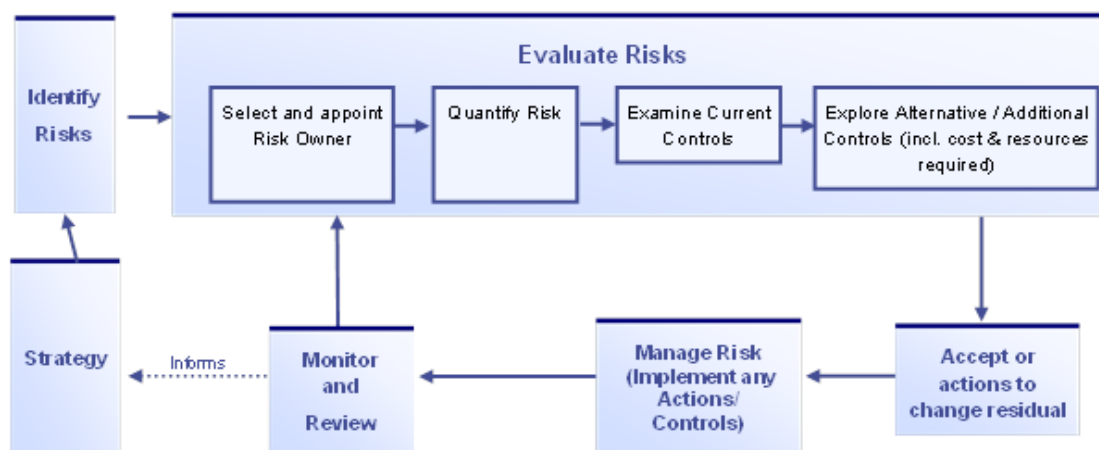 Identify
Risks
Evaluate Risks
Select and appoint
Risk Owner
Quantify Risk
Examine Current
Controls
Explore Alternative / Additional
Controls (incl. cost & resources
required)
Strategy
Informs
Monitor
and
Review
Manage Risk
(Implement any
Actions/
Controls)
Accept or
actions to
change residual